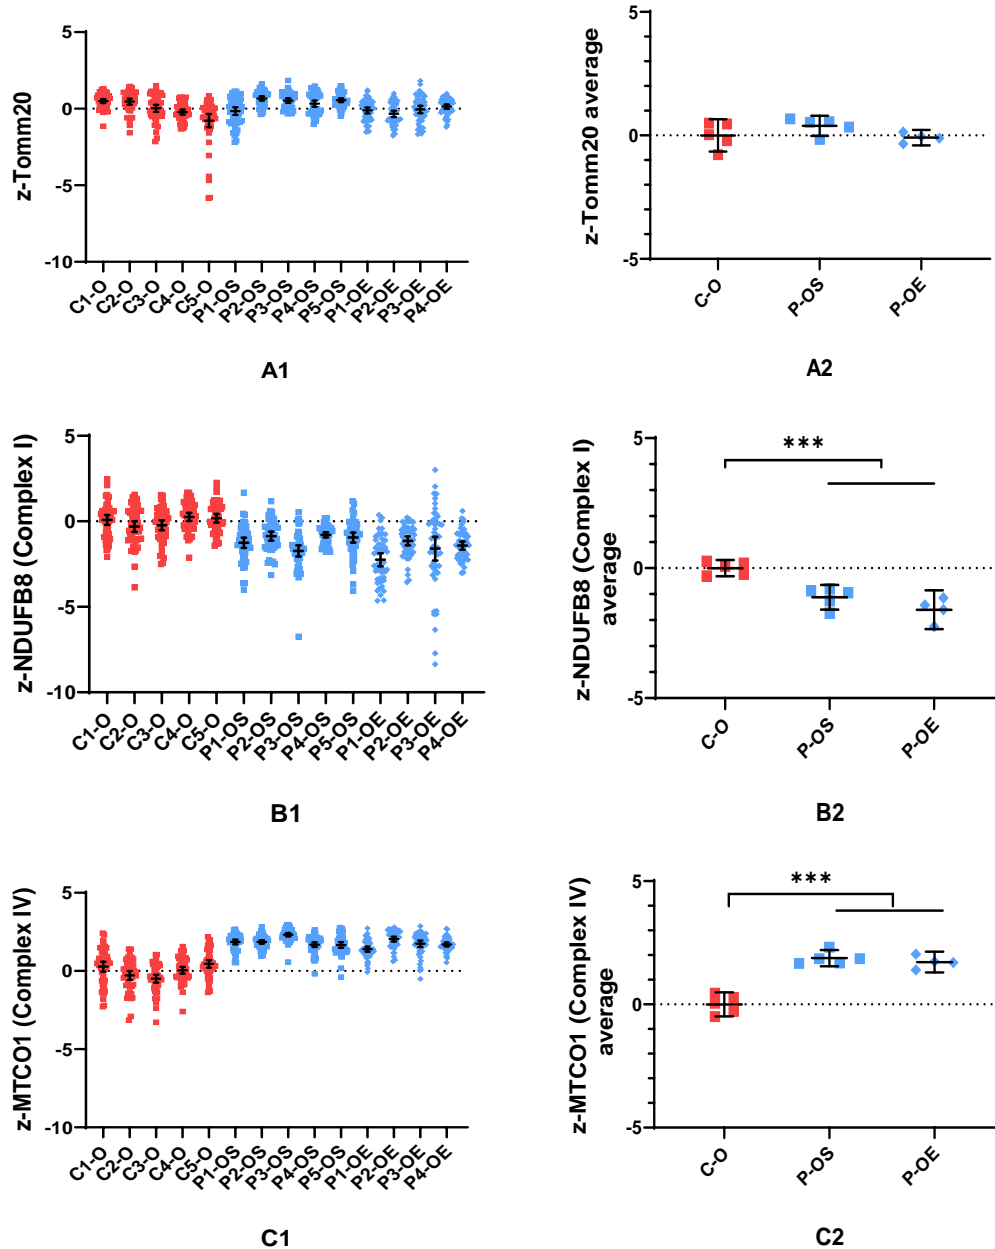 z-Tomm20
5
0
-5
-10
C1-O
C2-O
C3-O
C4-O
C5-O
P1-OS
P2-OS
P3-OS
P4-OS
P5-OS
P1-OE
P2-OE
P3-OE
P4-OE
A1
z-Tomm20 average
5
0
-5
C-O
P-OS
P-OE
A2
z-NDUFB8 (Complex I)
5
0
-5
-10
C1-O
C2-O
C3-O
C4-O
C5-O
P1-OS
P2-OS
P3-OS
P4-OS
P5-OS
P1-OE
P2-OE
P3-OE
P4-OE
B1
z-NDUFB8 (Complex I)
average
5
0
-5
***
C-O
P-OS
P-OE
B2
z-MTCO1 (Complex IV)
5
0
-5
-10
C1-O
C2-O
C3-O
C4-O
C5-O
P1-OS
P2-OS
P3-OS
P4-OS
P5-OS
P1-OE
P2-OE
P3-OE
P4-OE
C1
z-MTCO1 (Complex IV)
average
5
0
-5
***
C-O
P-OS
P-OE
C2